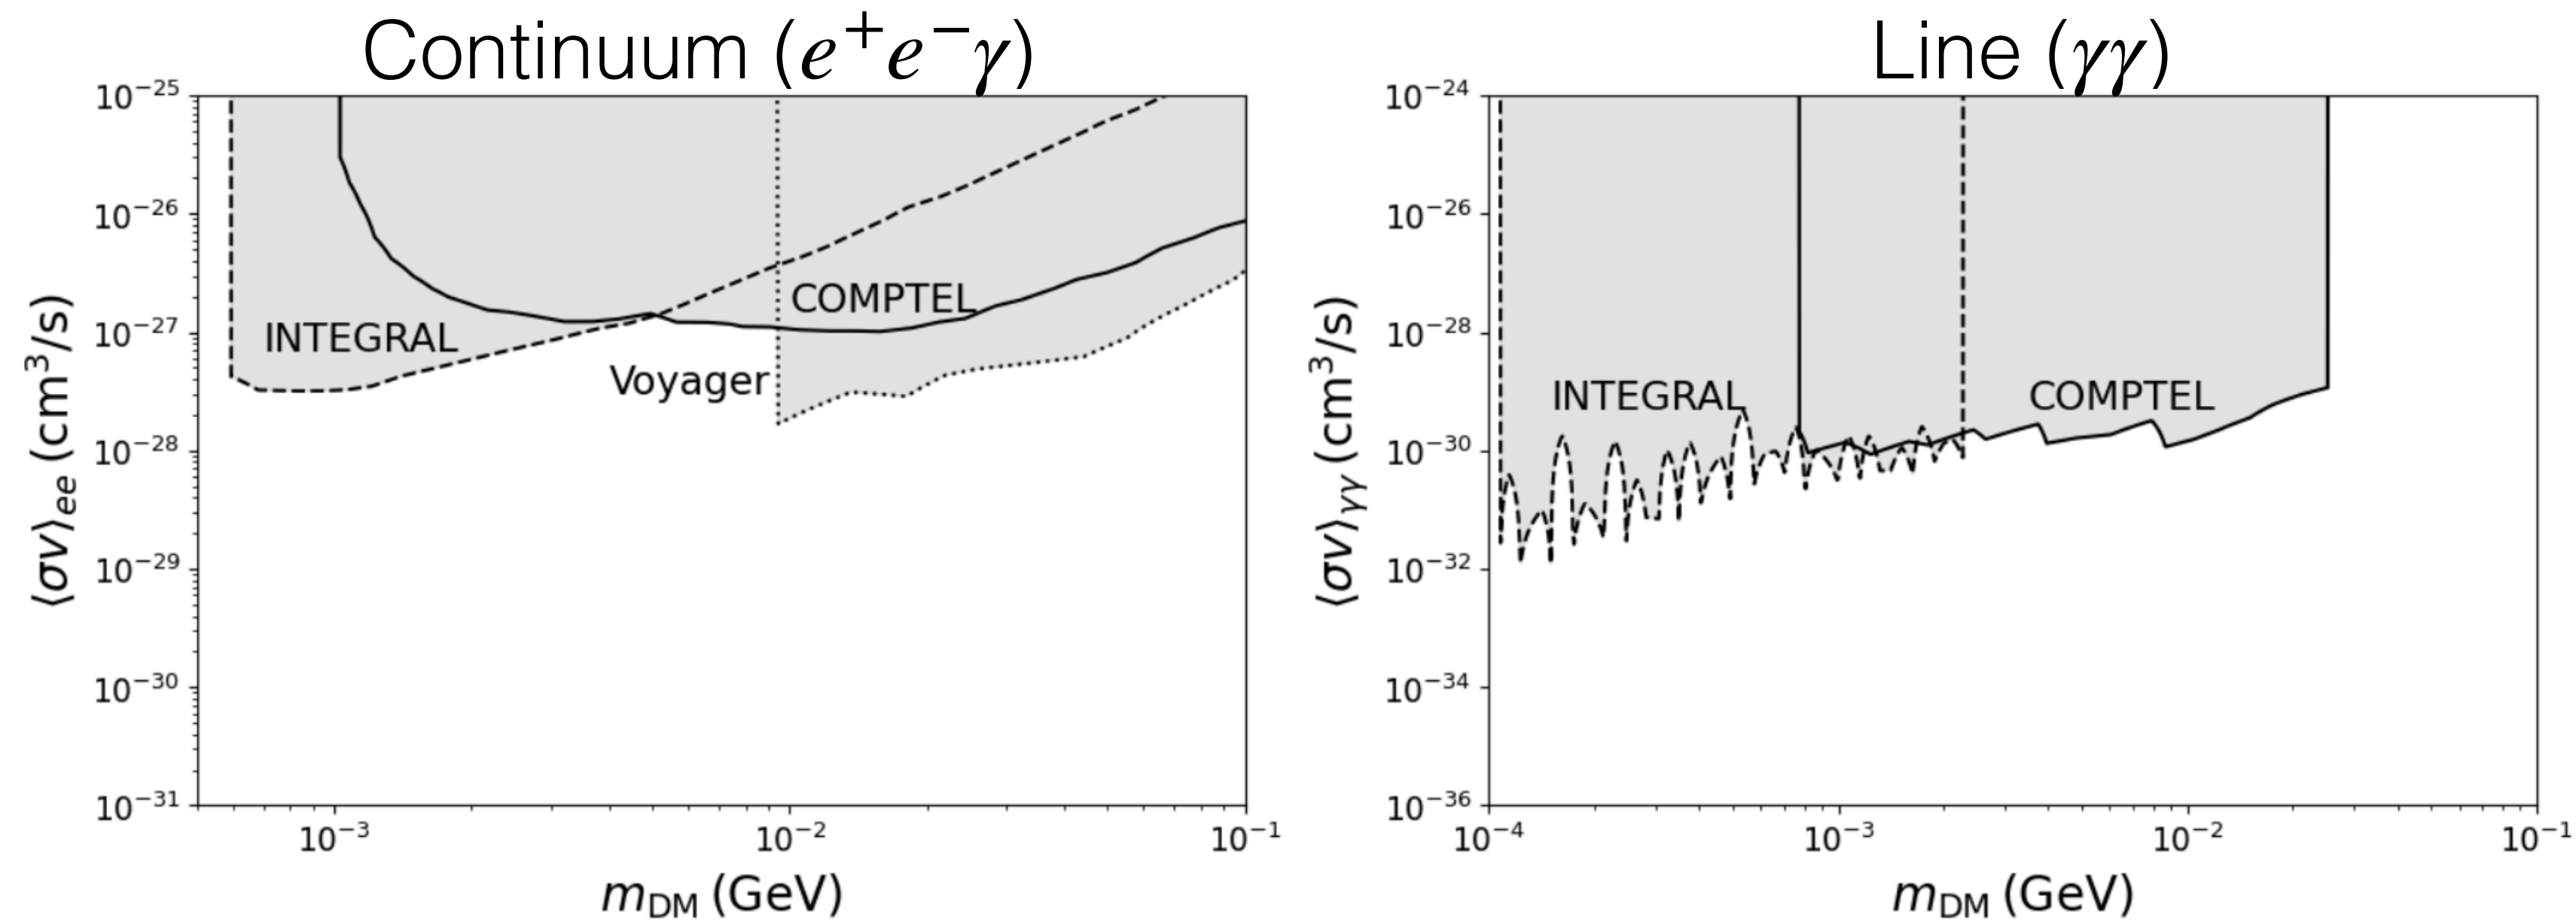 Continuum (e⁺e⁻γ)
10⁻²⁵
10⁻²⁶
10⁻²⁷
10⁻²⁸
10⁻²⁹
10⁻³⁰
10⁻³¹
⟨σv⟩ₑₑ (cm³/s)
INTEGRAL
COMPTEL
Voyager
10⁻³ 10⁻² 10⁻¹
m_DM (GeV)
Line (γγ)
10⁻²⁴
10⁻²⁶
10⁻²⁸
10⁻³⁰
10⁻³²
10⁻³⁴
10⁻³⁶
⟨σv⟩_γγ (cm³/s)
INTEGRAL COMPTEL
10⁻⁴ 10⁻³ 10⁻² 10⁻¹
m_DM (GeV)